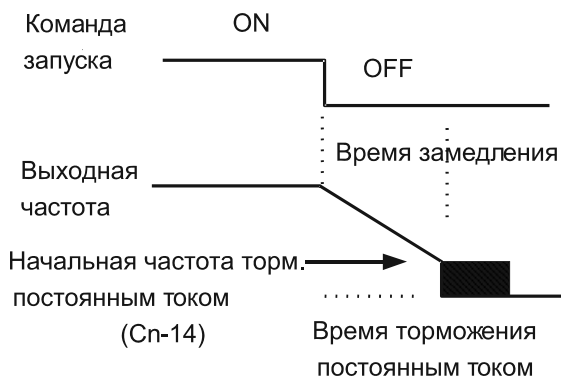 Команда
запуска
ON
OFF
Время замедления
Выходная
частота
Начальная частота торм.
постоянным током
(Cn-14)
Время торможения
постоянным током